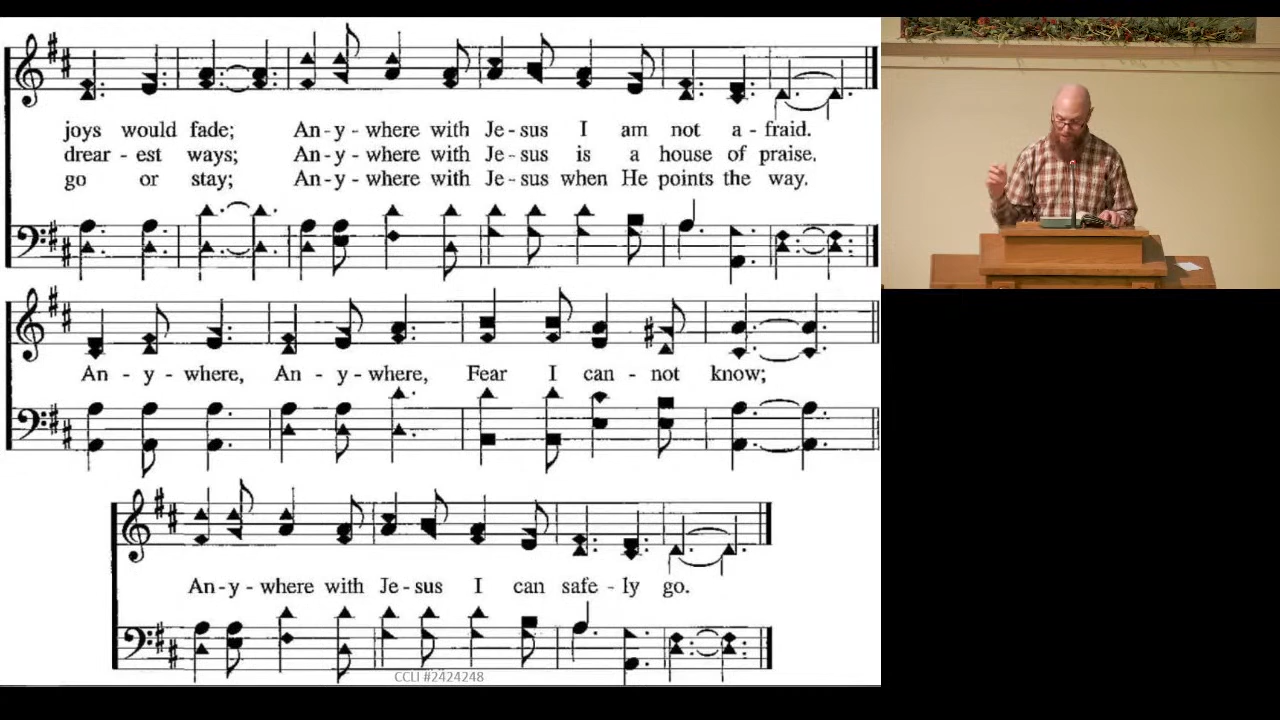 joys would fade; An-y-where with Je-sus I am not a-fraid.
drear-est ways; An-y-where with Je-sus is a house of praise.
go or stay; An-y-where with Je-sus when He points the way.
An-y-where, An-y-where, Fear I can-not know;
An-y-where with Je-sus I can safe-ly go.
CCLI #2424248